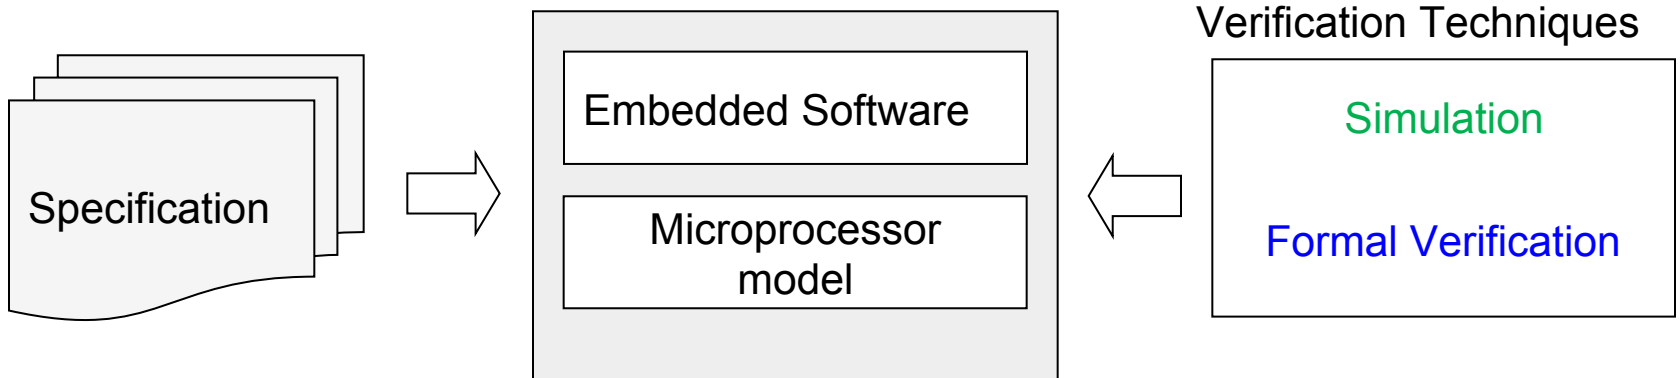 Verification Techniques
Specification
Embedded Software
Microprocessor
model
Simulation
Formal Verification